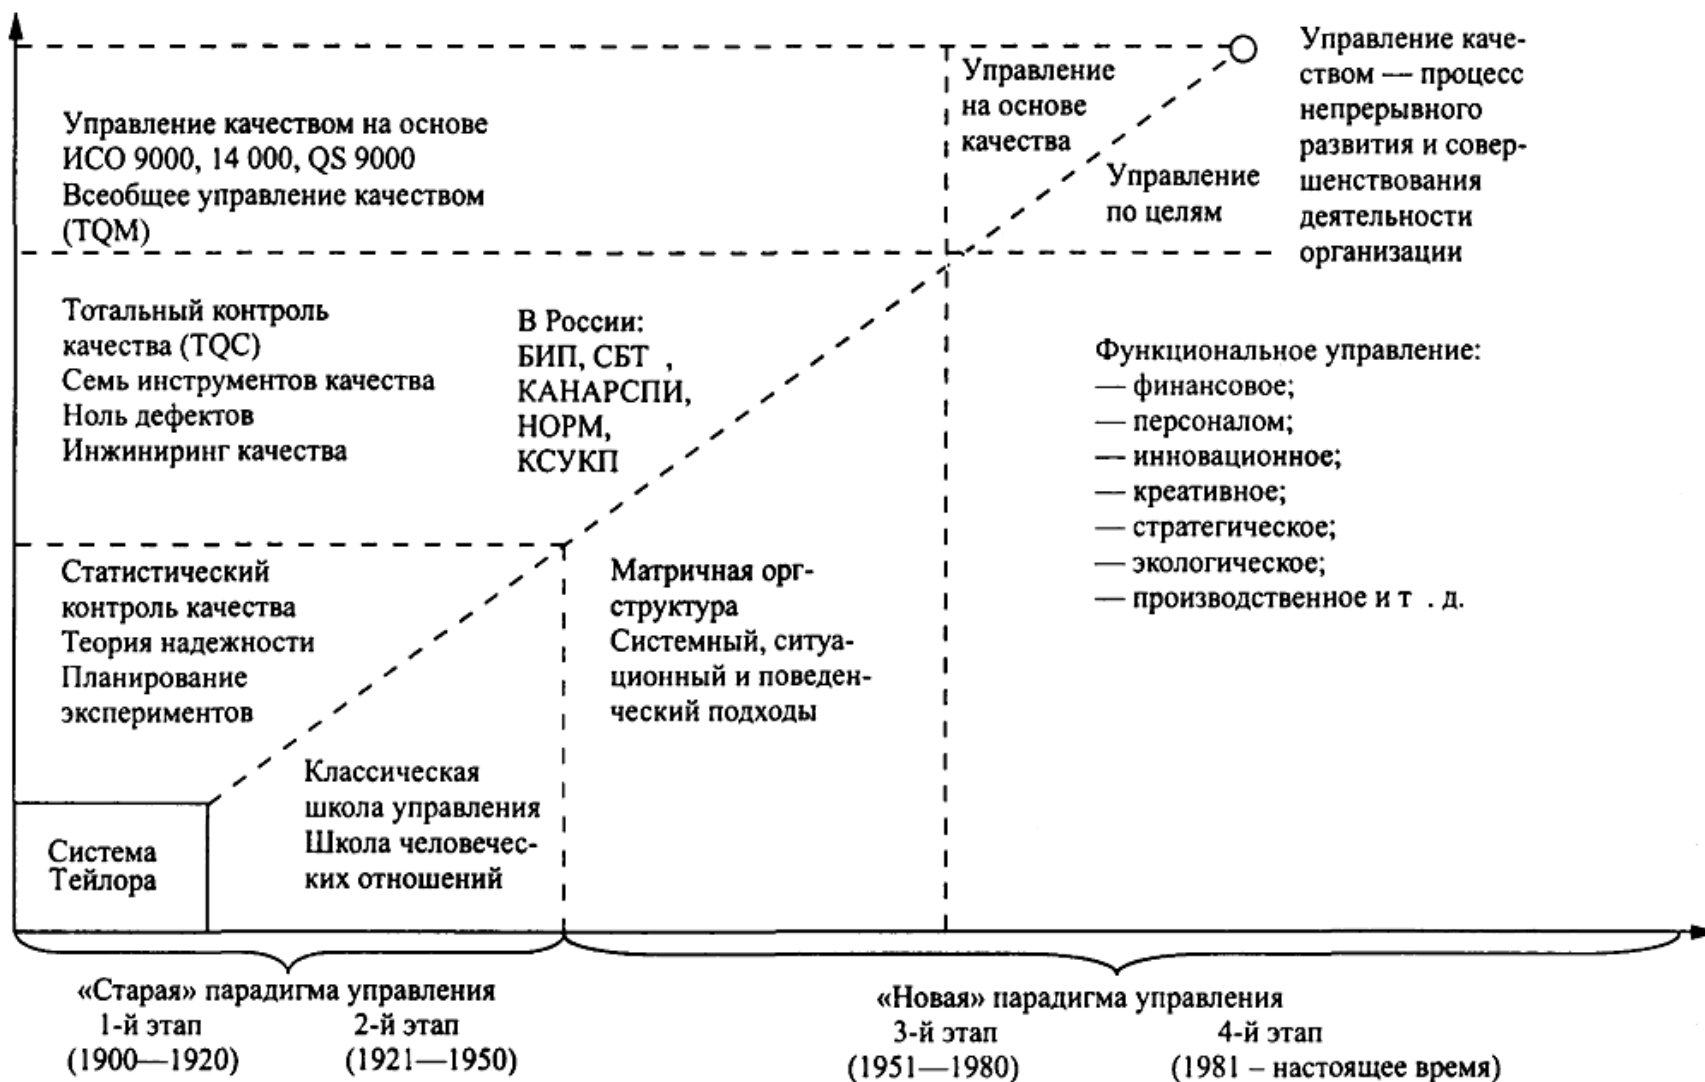 Управление каче-
ством — процесс
непрерывного
развития и совер-
шенствования
деятельности
организации
Управление
на основе
качества
Управление
по целям
Управление качеством на основе
ИСО 9000, 14 000, QS 9000
Всеобщее управление качеством
(TQM)
Тотальный контроль
качества (TQC)
Семь инструментов качества
Ноль дефектов
Инжиниринг качества
В России:
БИП, СБТ ,
КАНАРСПИ,
НОРМ,
КСУКП
Функциональное управление:
— финансовое;
— персоналом;
— инновационное;
— креативное;
— стратегическое;
— экологическое;
— производственное и т . д.
Статистический
контроль качества
Теория надежности
Планирование
экспериментов
Матричная орг-
структура
Системный, ситуа-
ционный и поведен-
ческий подходы
Классическая
школа управления
Школа человечес-
ких отношений
Система
Тейлора
«Старая» парадигма управления
1-й этап
(1900—1920)
2-й этап
(1921—1950)
«Новая» парадигма управления
3-й этап
(1951—1980)
4-й этап
(1981 – настоящее время)